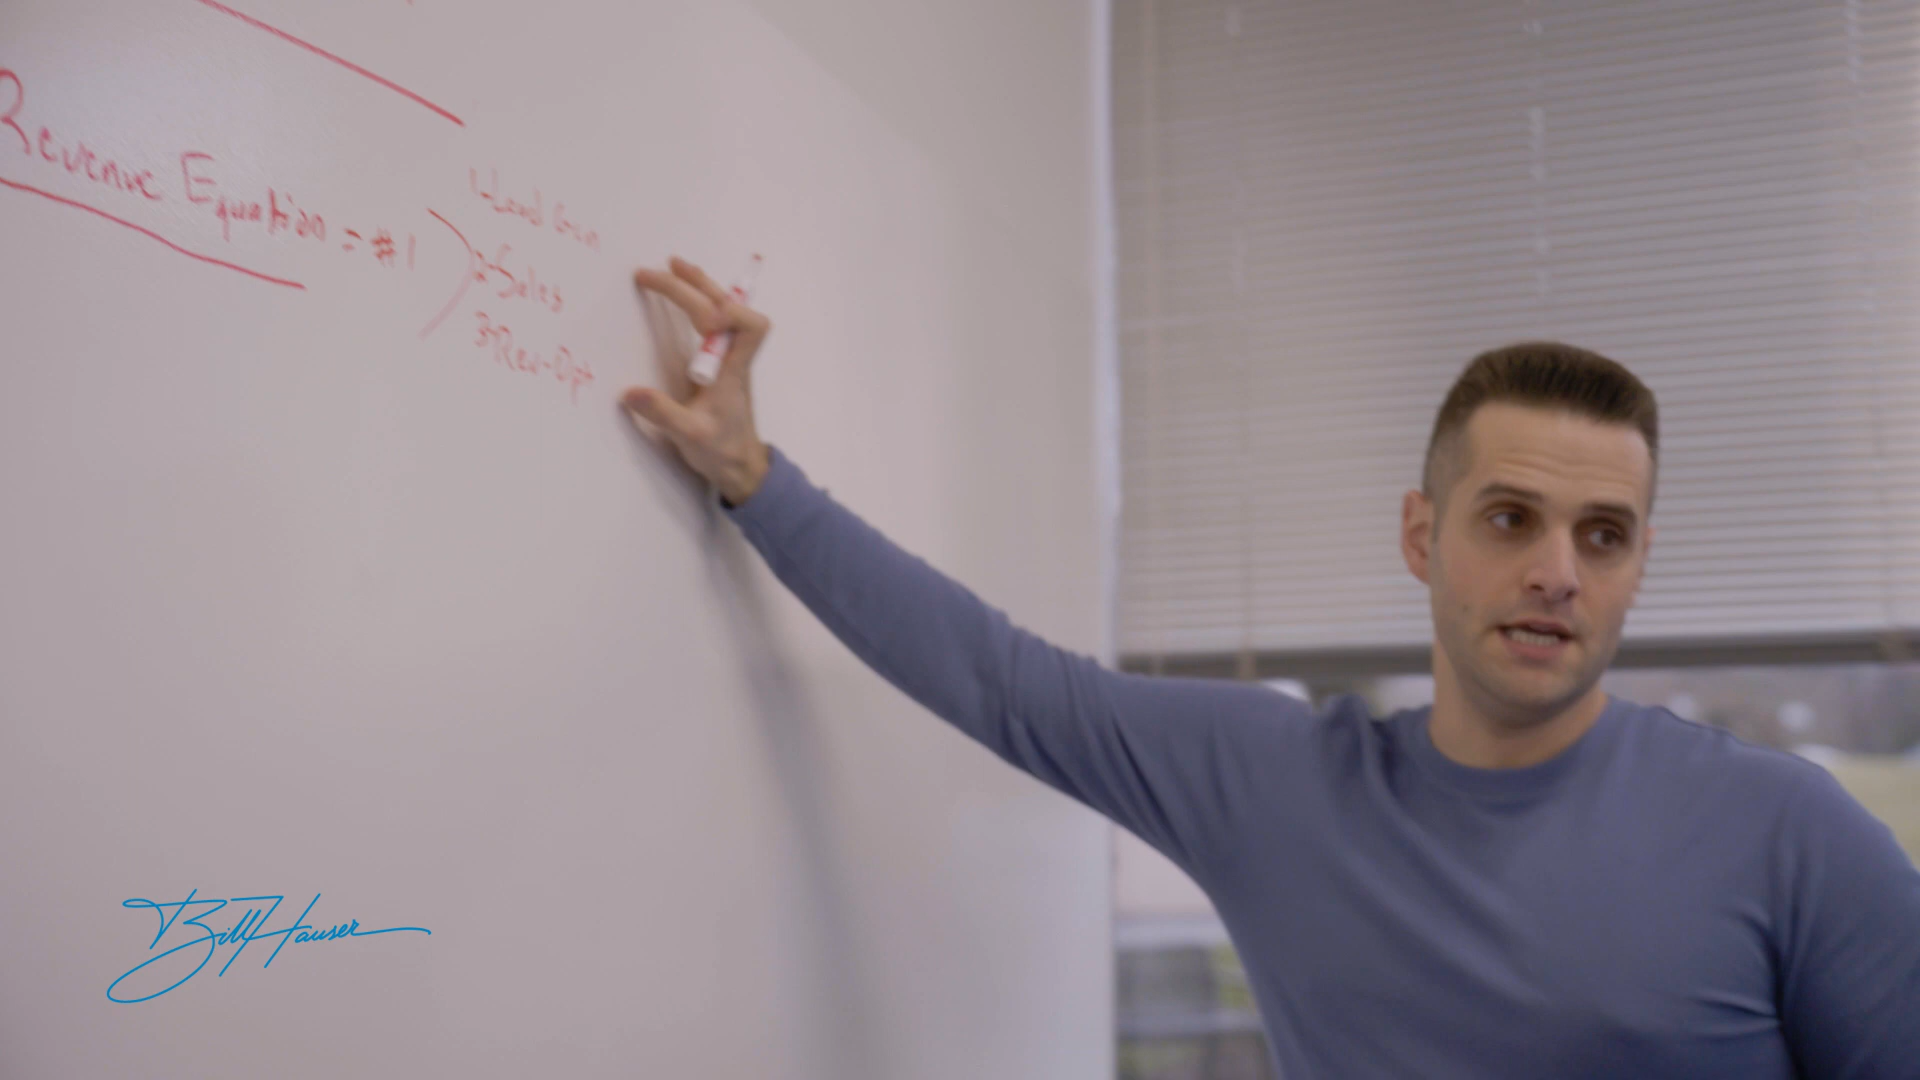 Revenue Equation = #1
1-Lead Gen
2-Sales
3-Rev-Opt
Bill Hauser